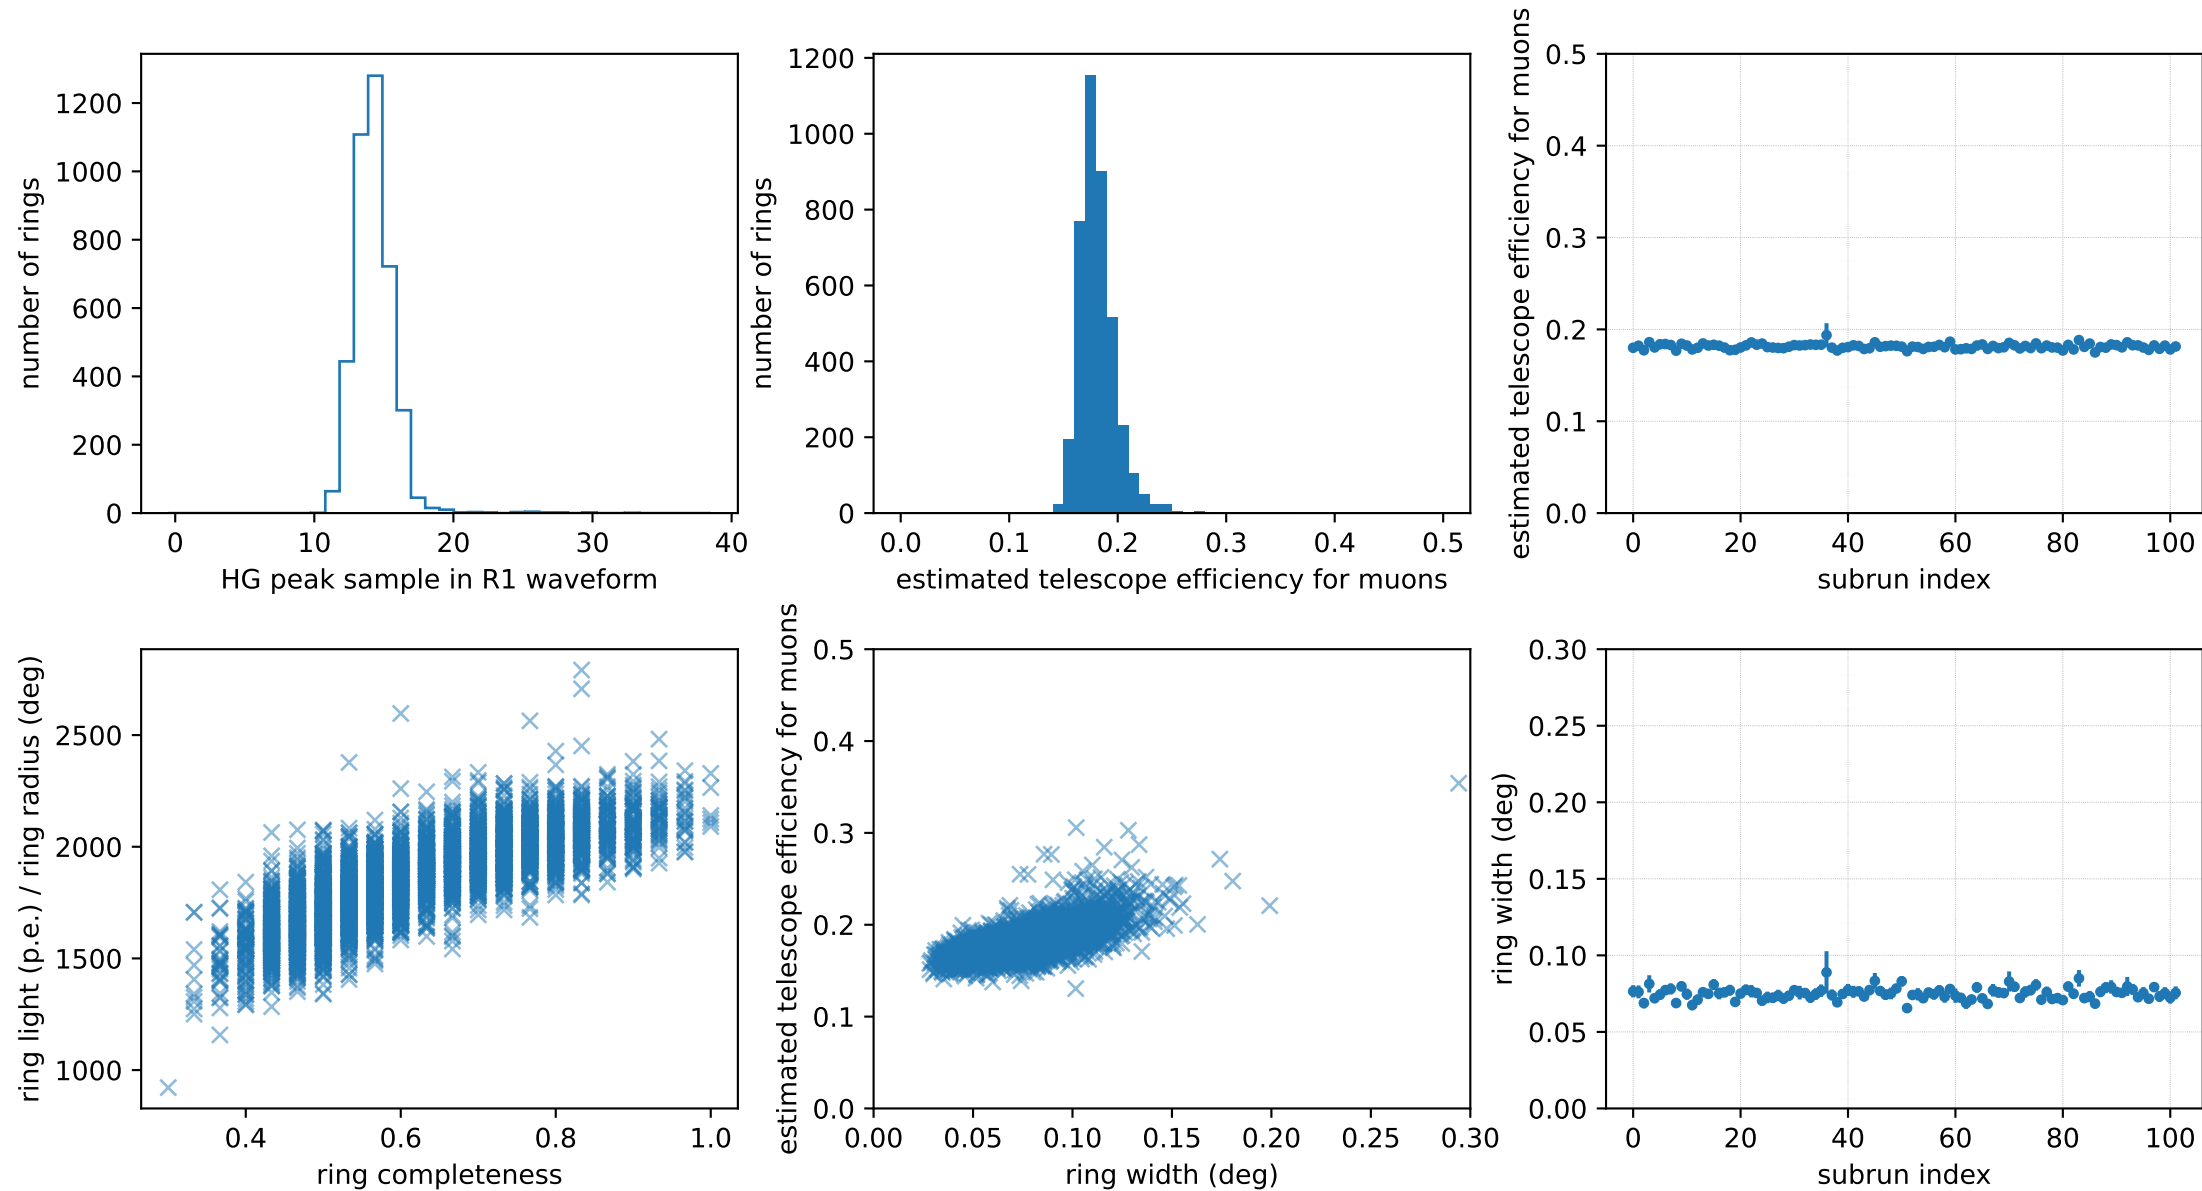 number of rings
1200
1000
800
600
400
200
0
0 10 20 30 40
HG peak sample in R1 waveform
number of rings
1200
1000
800
600
400
200
0
0.0 0.1 0.2 0.3 0.4 0.5
estimated telescope efficiency for muons
estimated telescope efficiency for muons
0.5
0.4
0.3
0.2
0.1
0.0
0 20 40 60 80 100
subrun index
ring light (p.e.) / ring radius (deg)
2500
2000
1500
1000
0.4 0.6 0.8 1.0
ring completeness
estimated telescope efficiency for muons
0.5
0.4
0.3
0.2
0.1
0.0
0.00 0.05 0.10 0.15 0.20 0.25 0.30
ring width (deg)
ring width (deg)
0.30
0.25
0.20
0.15
0.10
0.05
0.00
0 20 40 60 80 100
subrun index